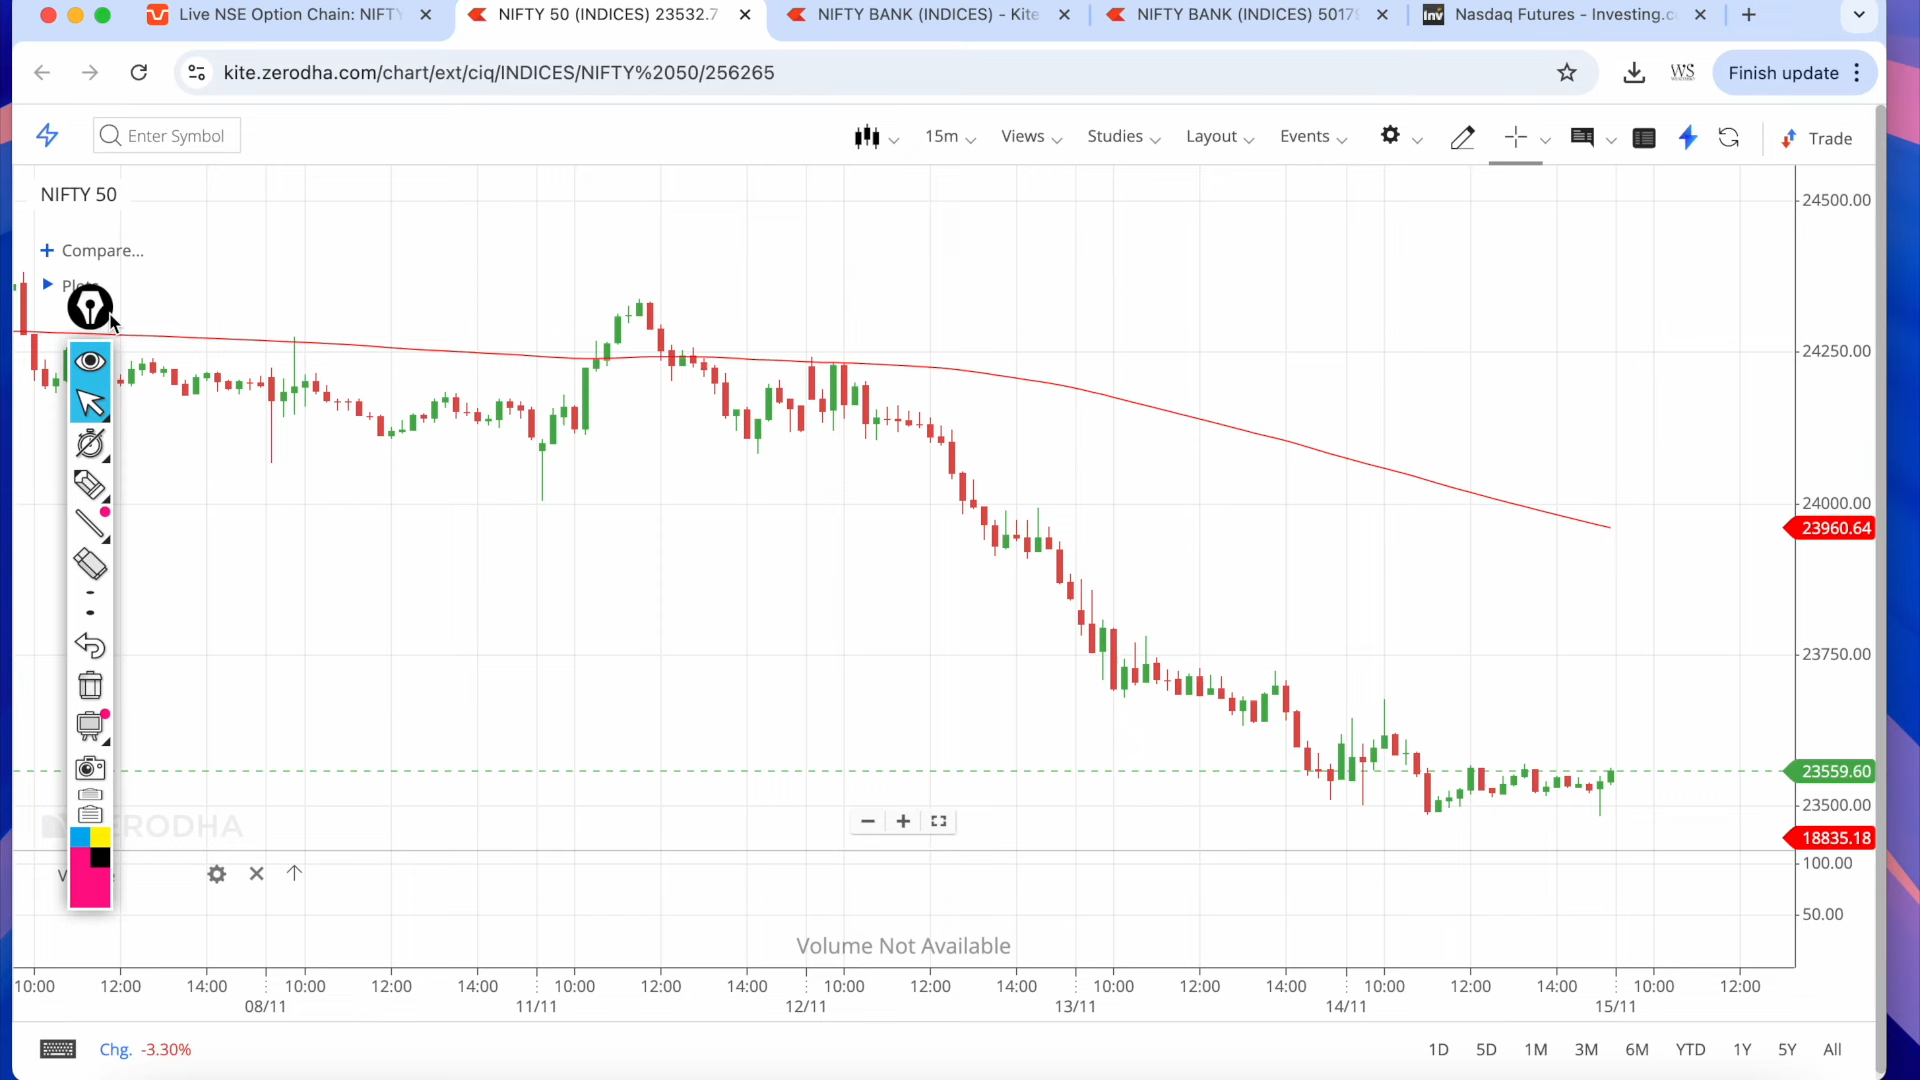 Live NSE Option Chain: NIFTY
NIFTY 50 (INDICES) 23532.7
NIFTY BANK (INDICES) - Kite
NIFTY BANK (INDICES) 5017
Inv Nasdaq Futures - Investing.c
kite.zerodha.com/chart/ext/ciq/INDICES/NIFTY%2050/256265
WS
Finish update
Enter Symbol
15m
Views
Studies
Layout
Events
Trade
NIFTY 50
Compare...
24500.00
24250.00
24000.00
23960.64
23750.00
23559.60
23500.00
18835.18
100.00
50.00
Volume Not Available
10:00 12:00 14:00 10:00 12:00 14:00 10:00 12:00 14:00 10:00 12:00 14:00 10:00 12:00 14:00 10:00 12:00 14:00 10:00 12:00
08/11 11/11 12/11 13/11 14/11 15/11
Chg. -3.30%
1D 5D 1M 3M 6M YTD 1Y 5Y All